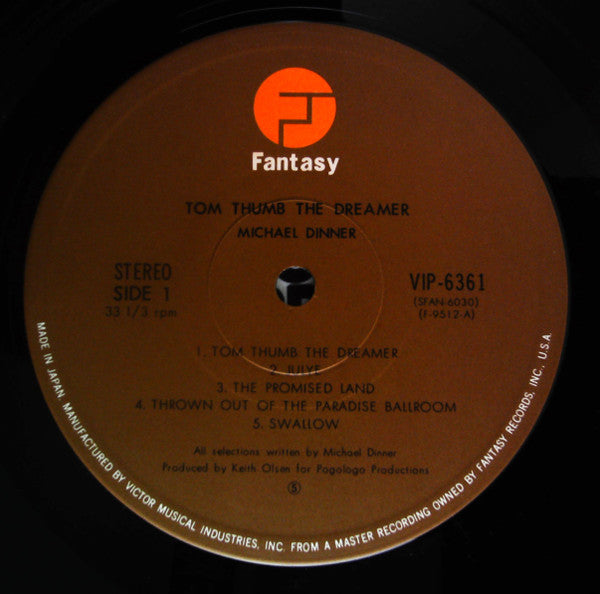 Fantasy
TOM THUMB THE DREAMER
MICHAEL DINNER
STEREO
SIDE 1
33 1/3 rpm
VIP-6361
(SFAN-6030)
(F-9512-A)
1. TOM THUMB THE DREAMER
2. JULYE
3. THE PROMISED LAND
4. THROWN OUT OF THE PARADISE BALLROOM
5. SWALLOW
All selections written by Michael Dinner
Produced by Keith Olsen for Pogologo Productions
Ⓢ
MADE IN JAPAN. MANUFACTURED BY VICTOR MUSICAL INDUSTRIES, INC. FROM A MASTER RECORDING OWNED BY FANTASY RECORDS, INC., U.S.A.